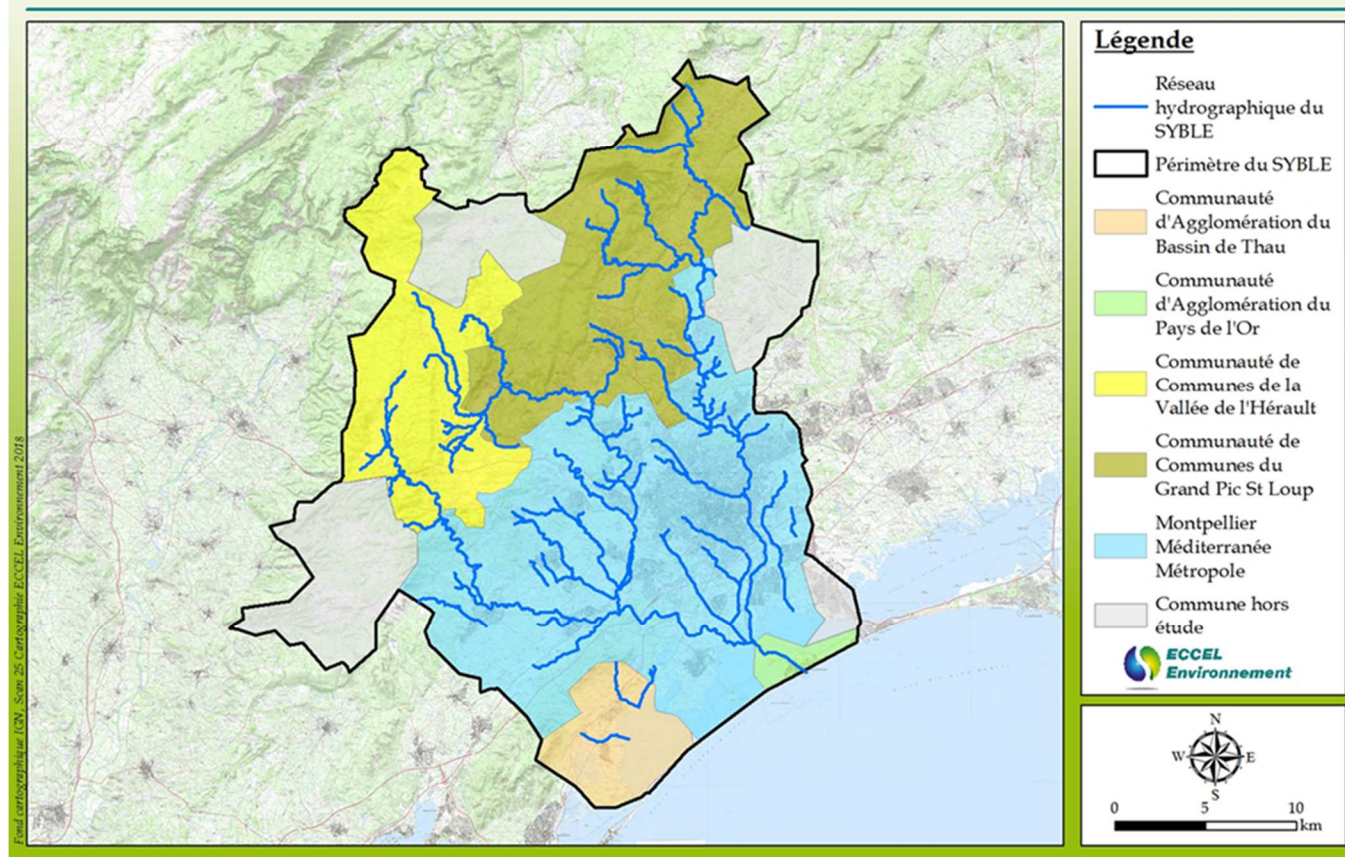 Légende
Réseau
hydrographique du
SYBLE
Périmètre du SYBLE
Communauté
d'Agglomération du
Bassin de Thau
Communauté
d'Agglomération du
Pays de l'Or
Communauté de
Communes de la
Vallée de l'Hérault
Communauté de
Communes du
Grand Pic St Loup
Montpellier
Méditerranée
Métropole
Commune hors
étude
ECCEL
Environnement
N
W E
S
0 5 10
km
Fond cartographique IGN, Scan 25 Cartographie ECCEL Environnement 2018